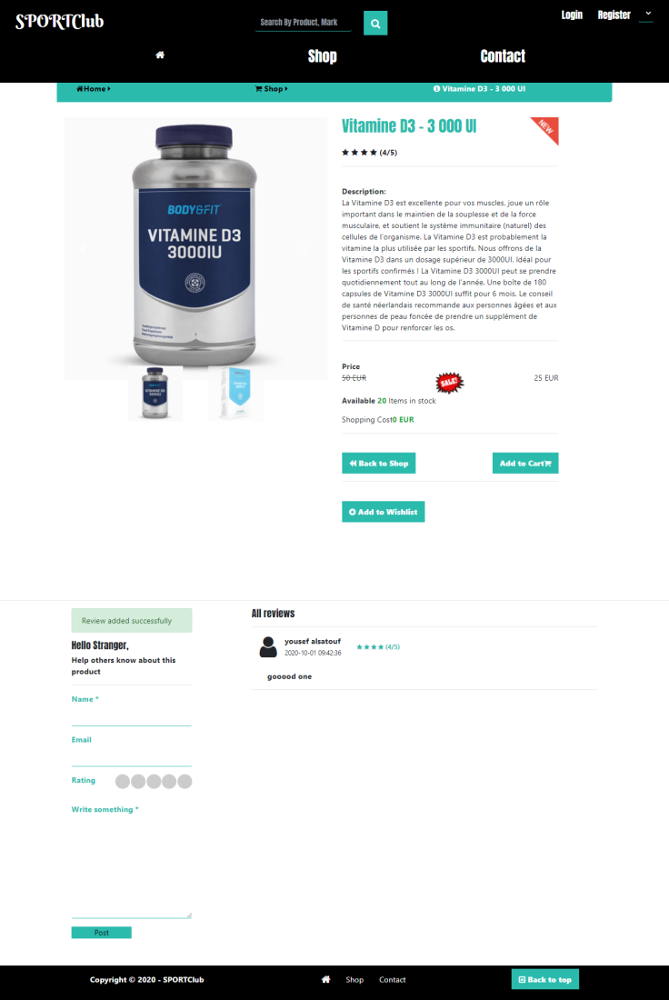 SPORTClub
Search By Product, Mark
Login Register
Shop Contact
Home Shop Vitamine D3 - 3 000 UI
BODY&FIT
VITAMINE D3
3000IU
NEW
Vitamine D3 - 3 000 UI
(4/5)
Description:
La Vitamine D3 est excellente pour vos muscles, joue un rôle
important dans le maintien de la souplesse et de la force
musculaire, et soutient le système immunitaire (naturel) des
cellules de l'organisme. La Vitamine D3 est probablement la
vitamine la plus utilisée par les sportifs. Nous offrons de la
Vitamine D3 dans un dosage supérieur de 3000UI. Idéal pour
les sportifs confirmés ! La Vitamine D3 3000UI peut se prendre
quotidiennement tout au long de l'année. Une boîte de 180
capsules de Vitamine D3 3000UI suffit pour 6 mois. Le conseil
de santé néerlandais recommande aux personnes âgées et aux
personnes de peau foncée de prendre un supplément de
Vitamine D pour renforcer les os.
Price
50 EUR SALE! 25 EUR
Available 20 Items in stock
Shopping Cost0 EUR
Back to Shop Add to Cart
Add to Wishlist
Review added successfully
Hello Stranger,
Help others know about this
product
Name *
Email
Rating
Write something *
Post
All reviews
yousef alsatouf
2020-10-01 09:42:36
(4/5)
gooood one
Copyright © 2020 - SPORTClub Shop Contact Back to top